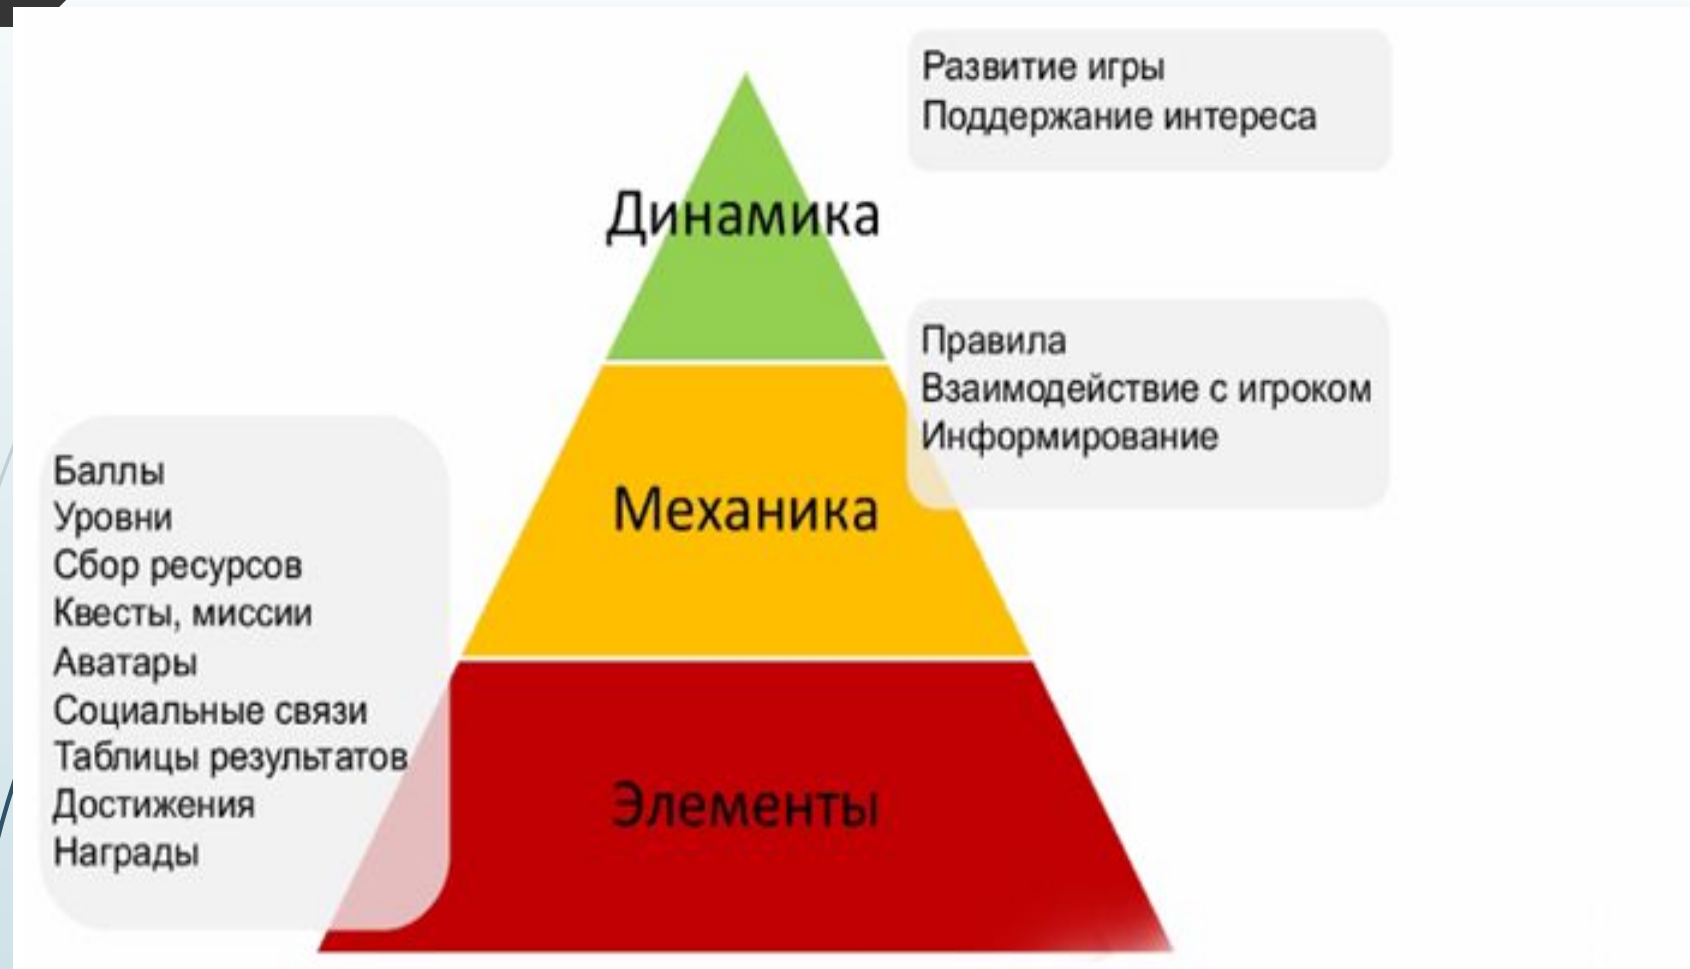 Развитие игры
Поддержание интереса
Динамика
Правила
Взаимодействие с игроком
Информирование
Механика
Баллы
Уровни
Сбор ресурсов
Квесты, миссии
Аватары
Социальные связи
Таблицы результатов
Достижения
Награды
Элементы